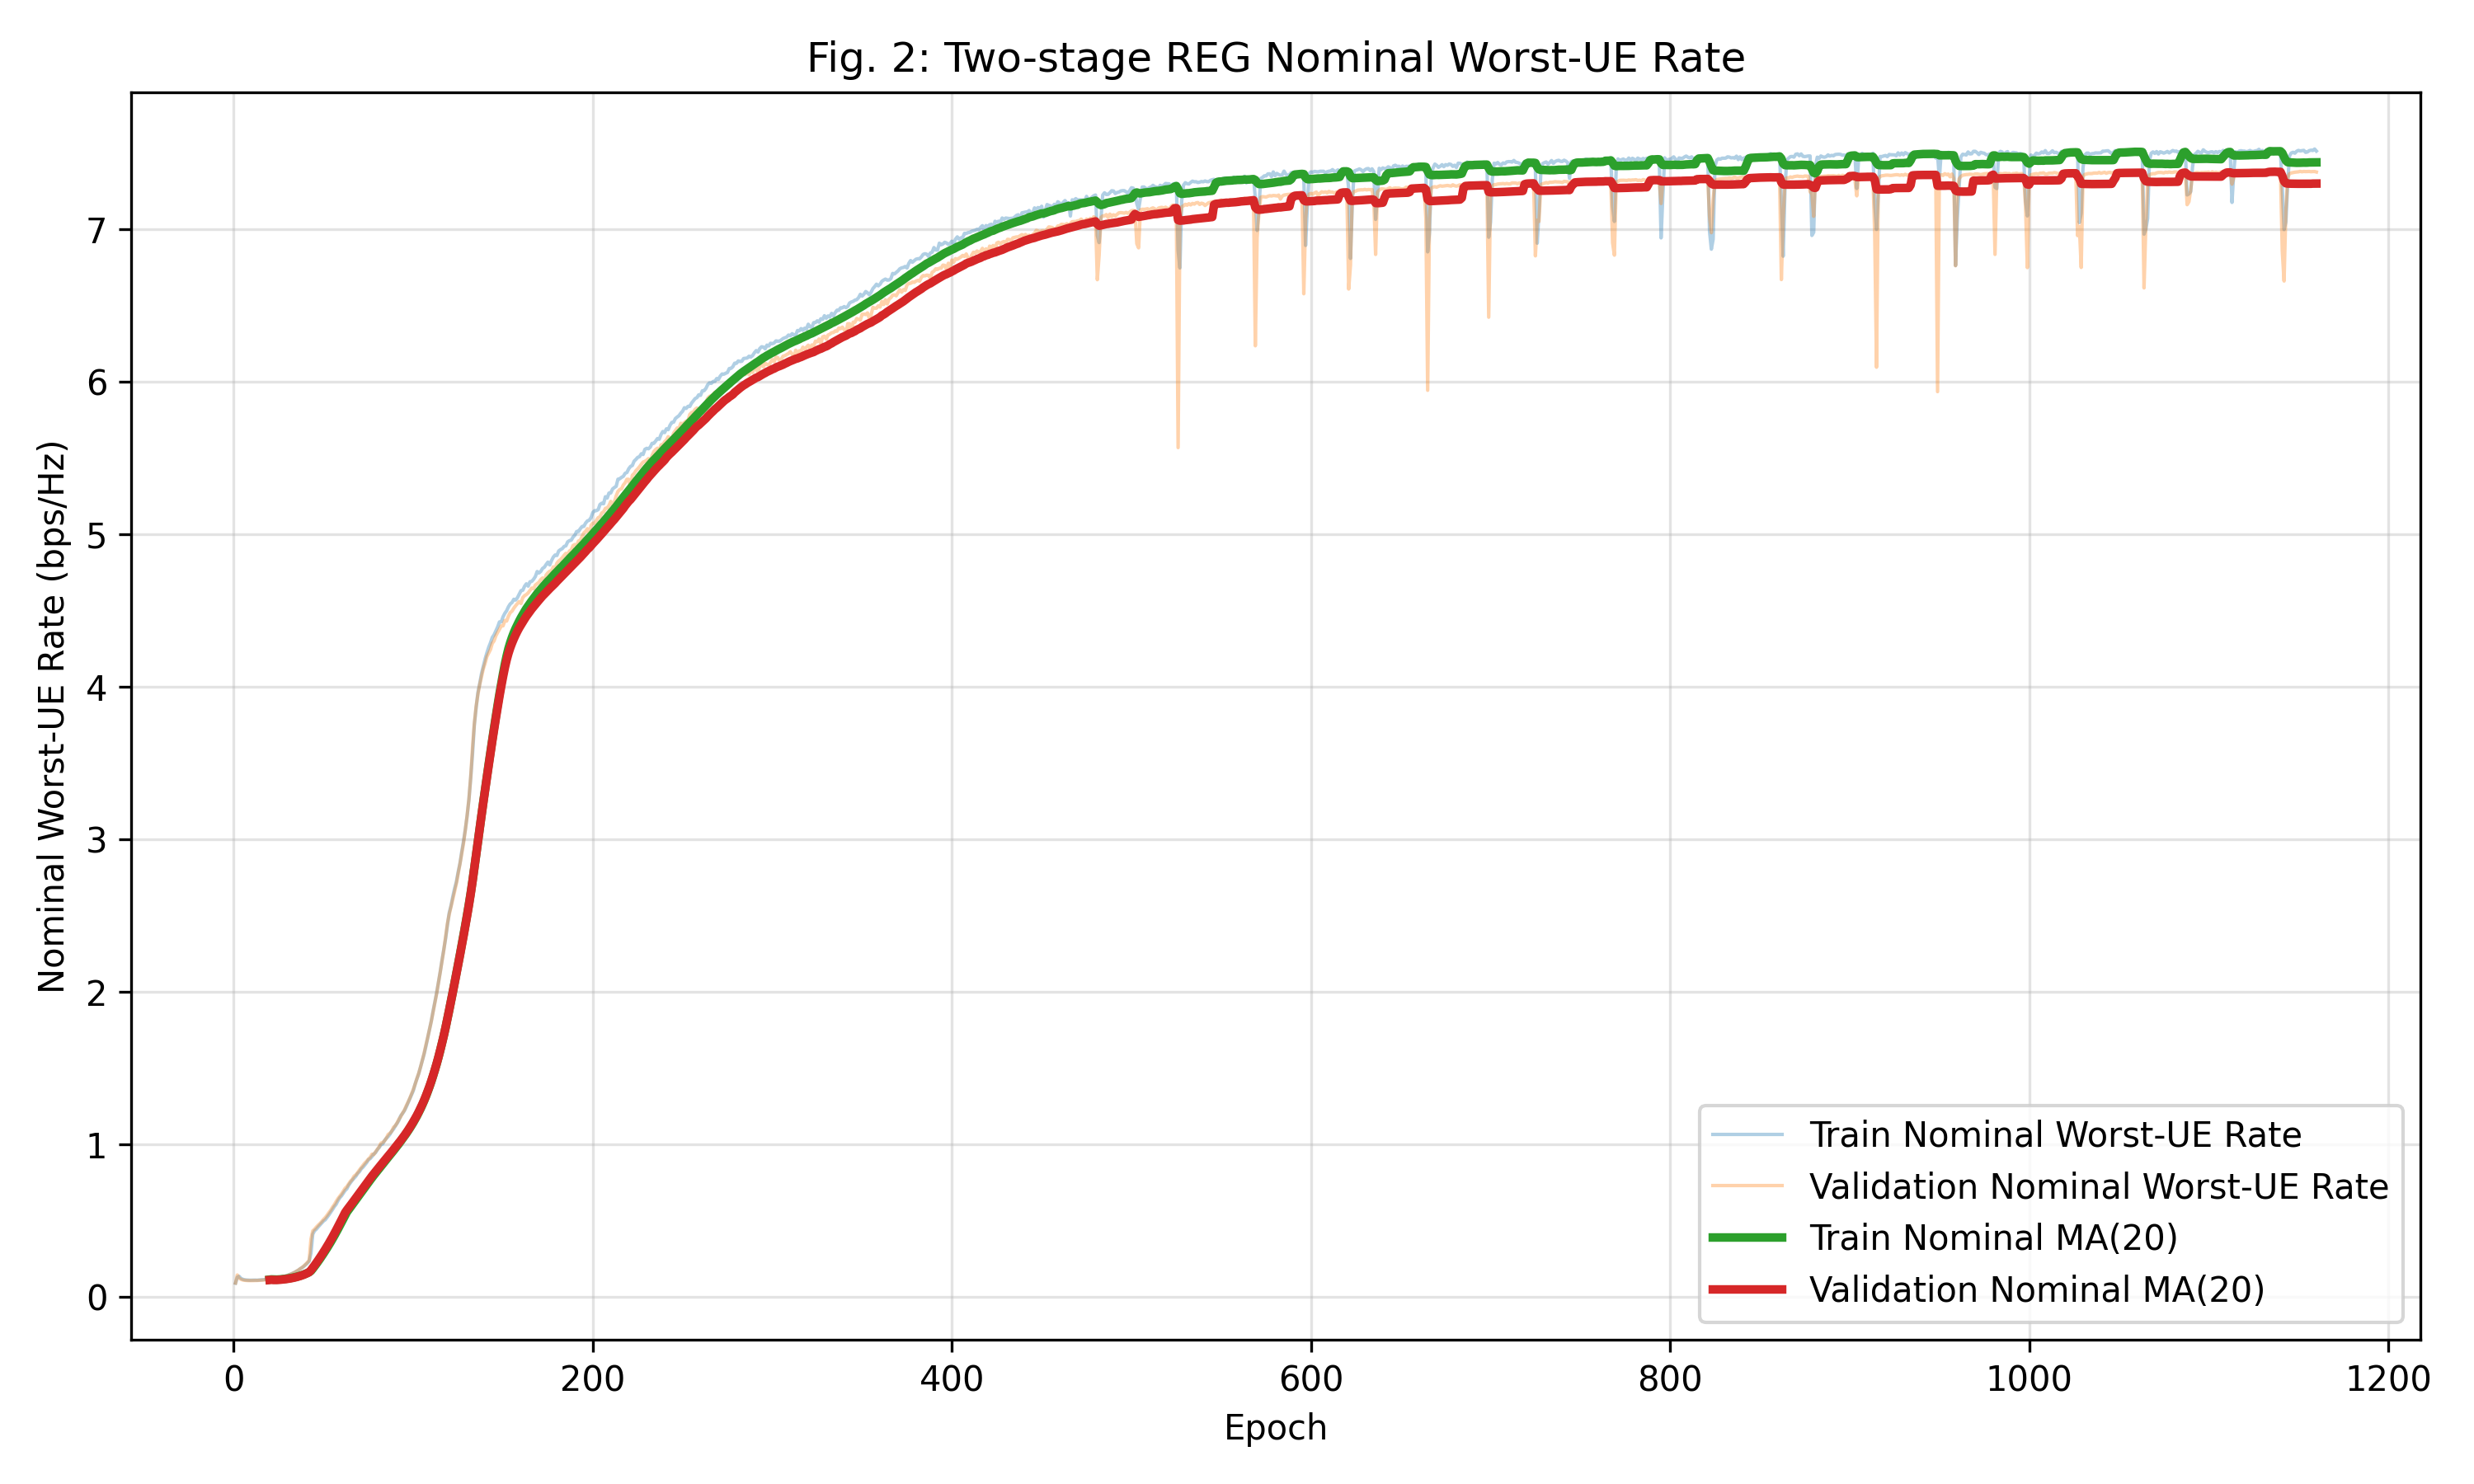 Fig. 2: Two-stage REG Nominal Worst-UE Rate
Nominal Worst-UE Rate (bps/Hz)
7
6
5
4
3
2
1
0
Train Nominal Worst-UE Rate
Validation Nominal Worst-UE Rate
Train Nominal MA(20)
Validation Nominal MA(20)
0 200 400 600 800 1000 1200
Epoch